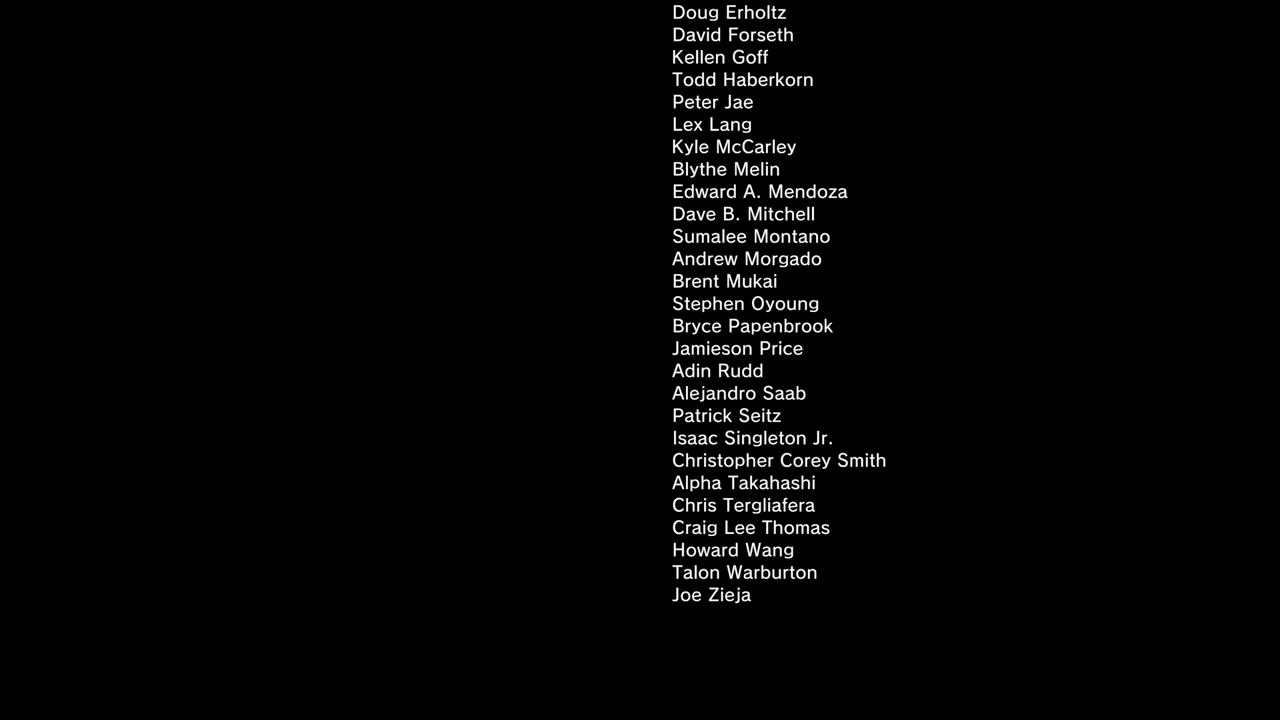 Doug Erholtz
David Forseth
Kellen Goff
Todd Haberkorn
Peter Jae
Lex Lang
Kyle McCarley
Blythe Melin
Edward A. Mendoza
Dave B. Mitchell
Sumalee Montano
Andrew Morgado
Brent Mukai
Stephen Oyoung
Bryce Papenbrook
Jamieson Price
Adin Rudd
Alejandro Saab
Patrick Seitz
Isaac Singleton Jr.
Christopher Corey Smith
Alpha Takahashi
Chris Tergliafera
Craig Lee Thomas
Howard Wang
Talon Warburton
Joe Zieja